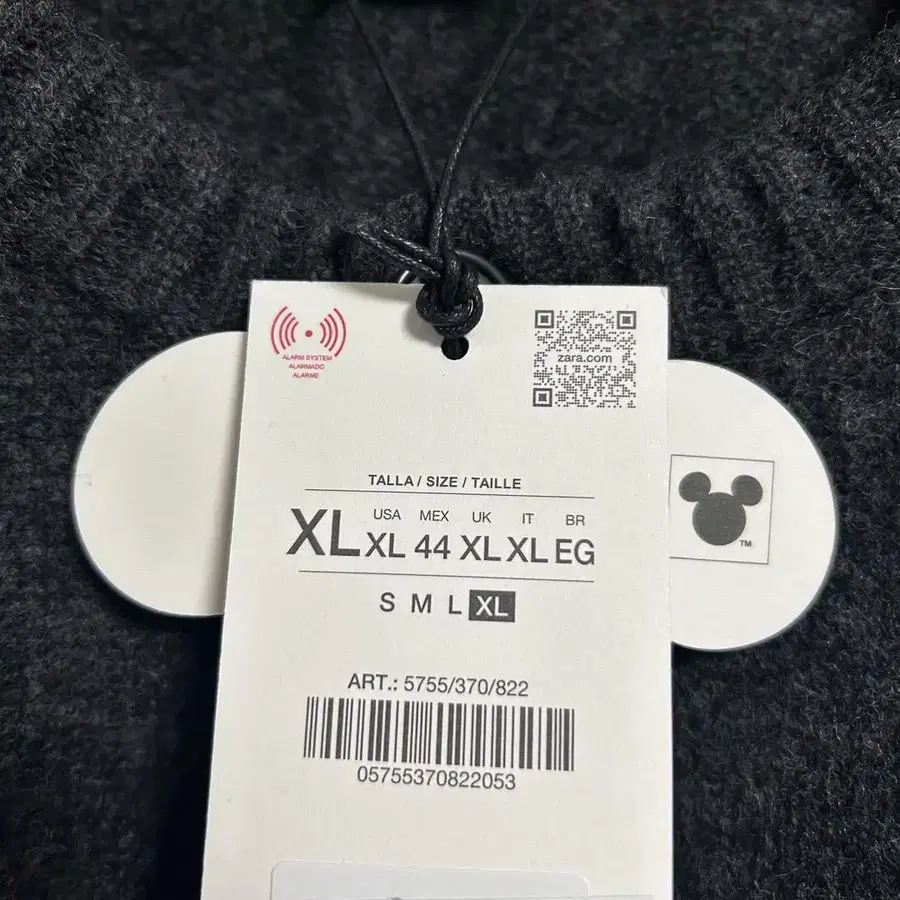 ALARM SYSTEM
ALARMADO
ALARME
zara.com
TALLA / SIZE / TAILLE
USA MEX UK IT BR
XL XL 44 XL XL EG
S M L XL
TM
ART.: 5755/370/822
05755370822053